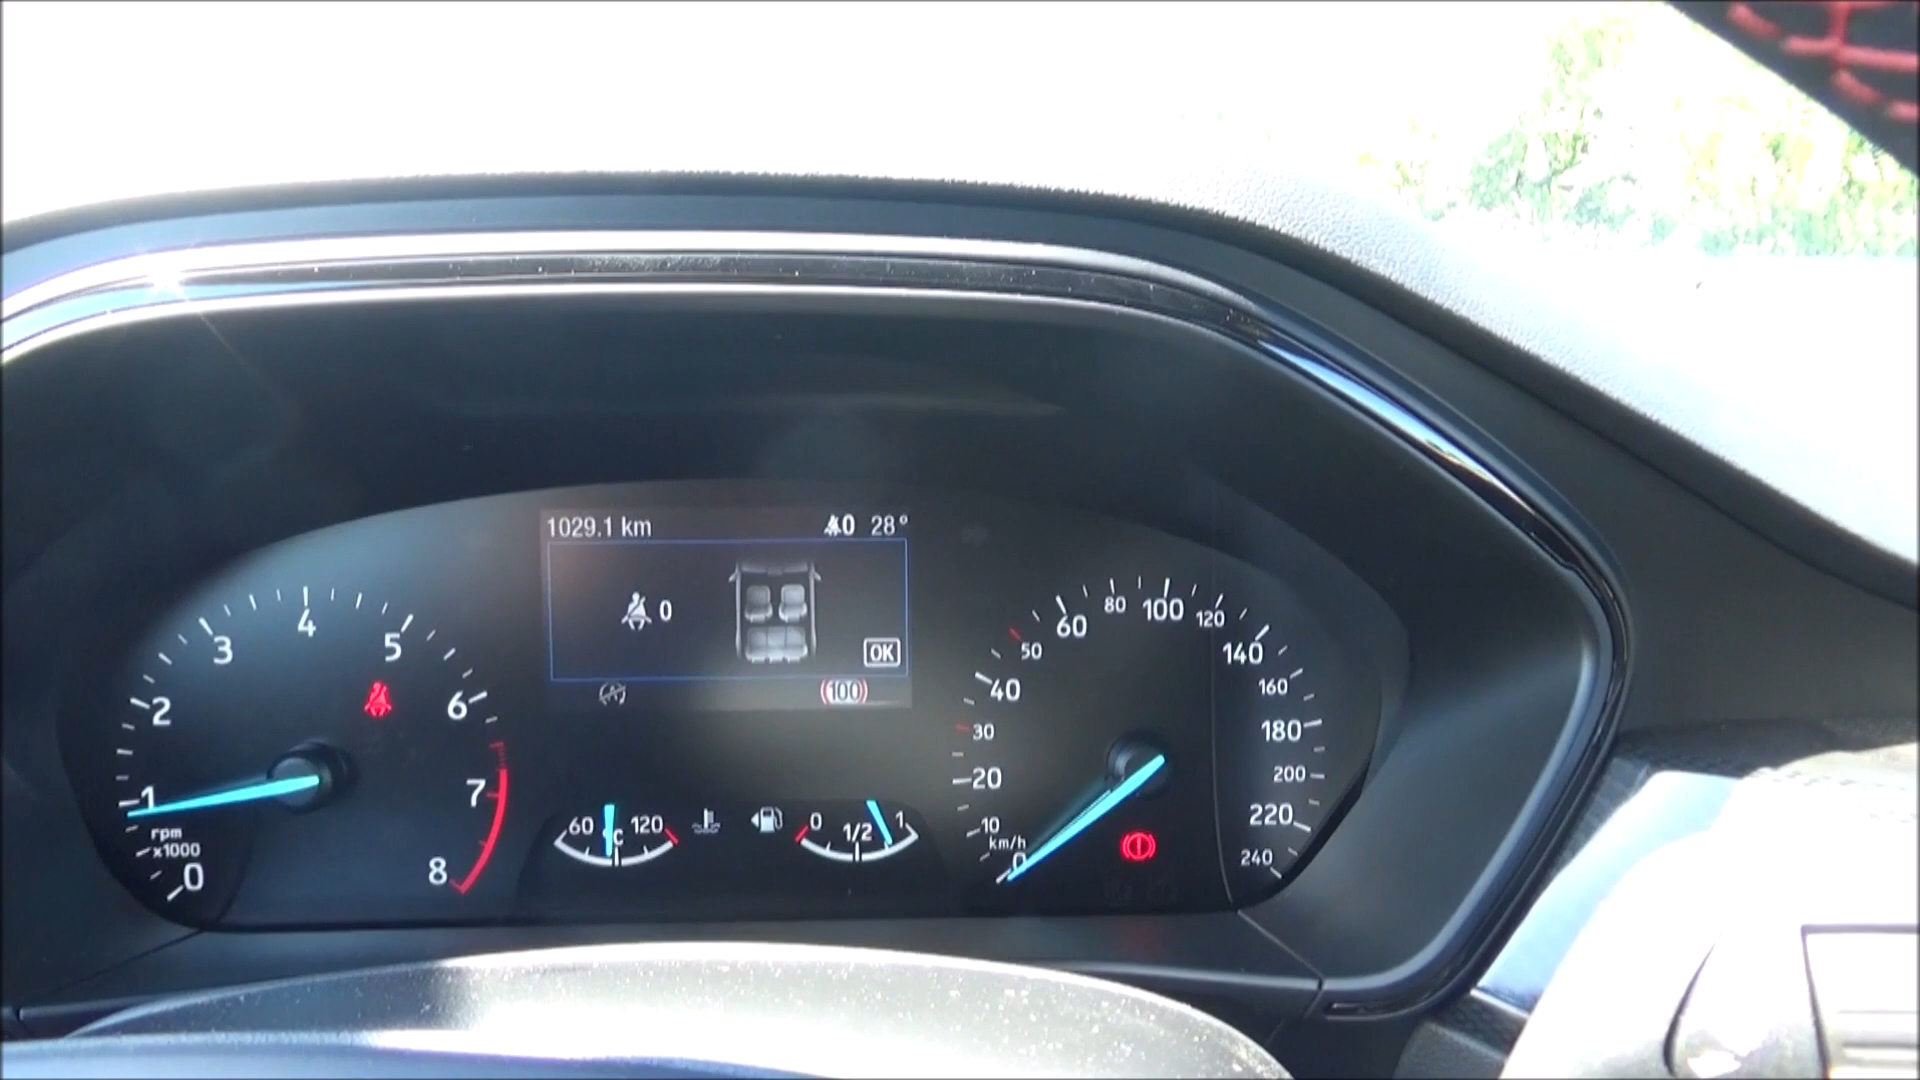 1029.1 km 0 28°
0
OK
100
0 1 2 3 4 5 6 7 8
rpm
x1000
60 °C 120
0 1/2 1
0 10 20 30 40 50 60 80 100 120 140 160 180 200 220 240
km/h